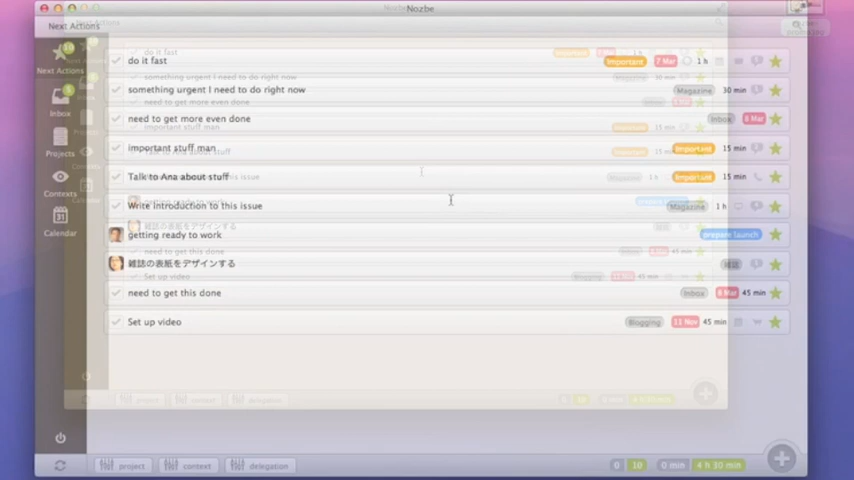 Nozbe
Next Actions
Next Actions
Inbox
Projects
Contexts
Calendar
do it fast Important 7 Mar 1 h
something urgent I need to do right now Magazine 30 min
need to get more even done Inbox 8 Mar
important stuff man Important 15 min
Talk to Ana about stuff Important 15 min
Write introduction to this issue Magazine 1 h
getting ready to work prepare launch
雑誌の表紙をデザインする 雑誌
need to get this done Inbox 6 Mar 45 min
Set up video Blogging 11 Nov 45 min
project context delegation 0 10 0 min 4 h 30 min